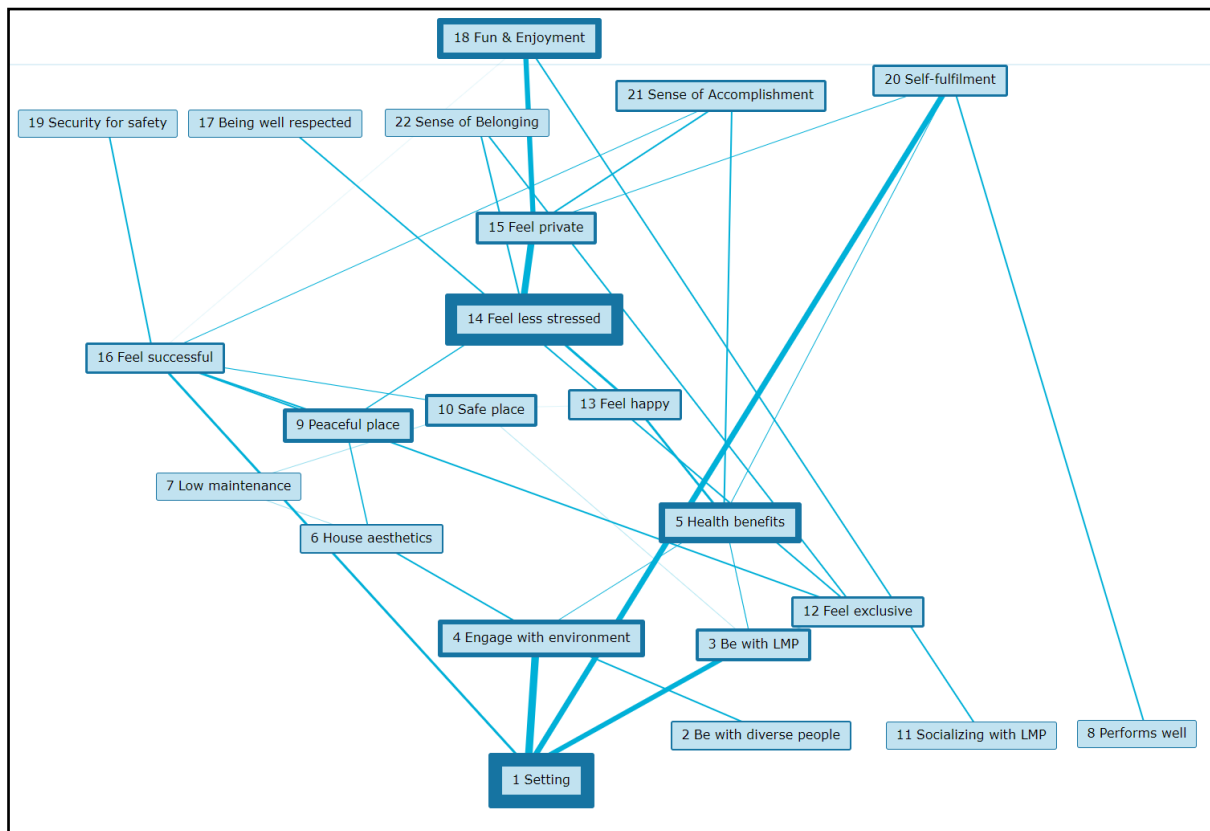 18 Fun & Enjoyment
20 Self-fulfilment
21 Sense of Accomplishment
19 Security for safety
17 Being well respected
22 Sense of Belonging
15 Feel private
14 Feel less stressed
16 Feel successful
10 Safe place
13 Feel happy
9 Peaceful place
7 Low maintenance
5 Health benefits
6 House aesthetics
12 Feel exclusive
4 Engage with environment
3 Be with LMP
2 Be with diverse people
11 Socializing with LMP
8 Performs well
1 Setting